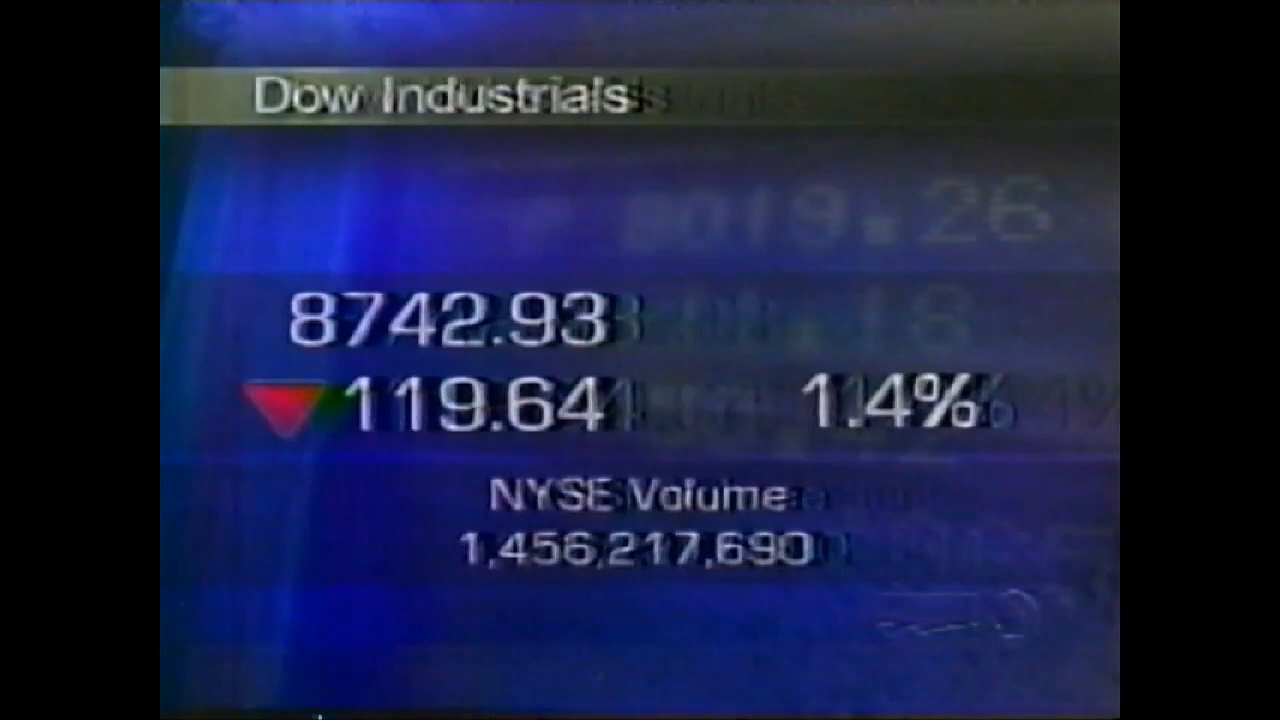 Dow Industrials
8742.93
119.64 1.4%
NYSE Volume
1,456,217,690